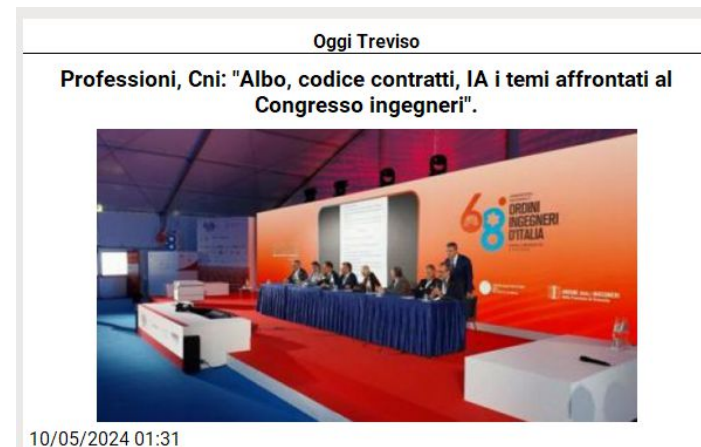 Oggi Treviso
Professioni, Cni: "Albo, codice contratti, IA i temi affrontati al
Congresso ingegneri".
68°
ORDINI
INGEGNERI
D'ITALIA
10/05/2024 01:31